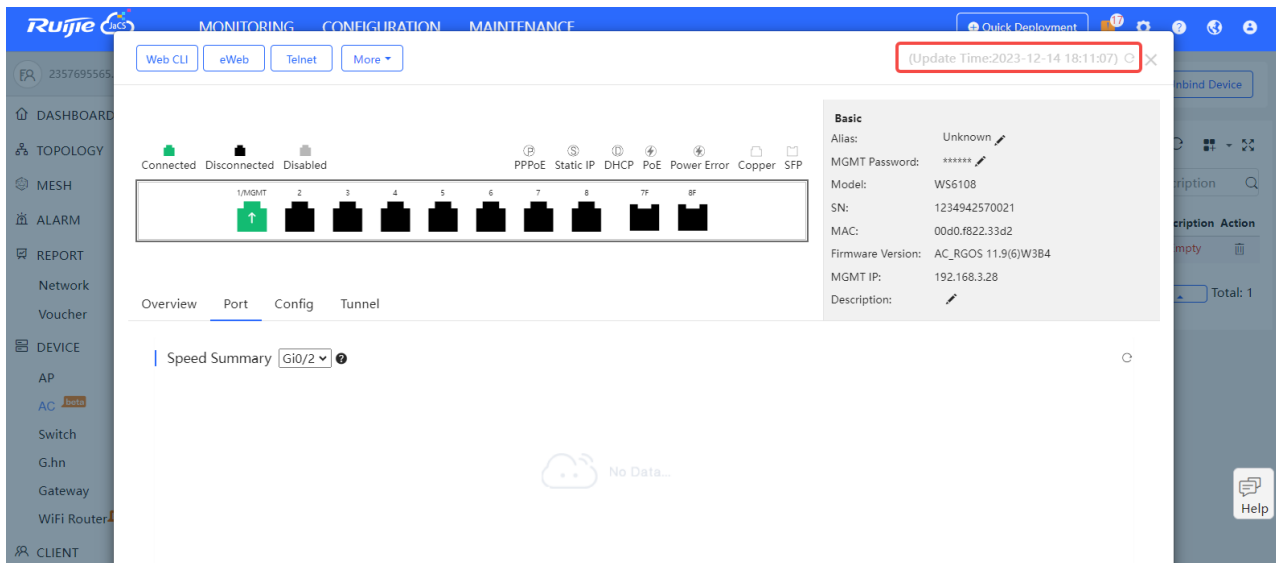 Ruijie JaCS MONITORING CONFIGURATION MAINTENANCE Quick Deployment 17
2357695565.
DASHBOARD
TOPOLOGY
MESH
ALARM
REPORT
Network
Voucher
DEVICE
AP
AC beta
Switch
G.hn
Gateway
WiFi Router
CLIENT
Web CLI eWeb Telnet More
(Update Time:2023-12-14 18:11:07)
Connected Disconnected Disabled
P S D
PPPoE Static IP DHCP PoE Power Error Copper SFP
1/MGMT 2 3 4 5 6 7 8 7F 8F
Basic
Alias: Unknown
MGMT Password: ******
Model: WS6108
SN: 1234942570021
MAC: 00d0.f822.33d2
Firmware Version: AC_RGOS 11.9(6)W3B4
MGMT IP: 192.168.3.28
Description:
Overview Port Config Tunnel
Speed Summary Gi0/2 ?
No Data...
nbind Device
ription
cription Action
mpty
Total: 1
Help